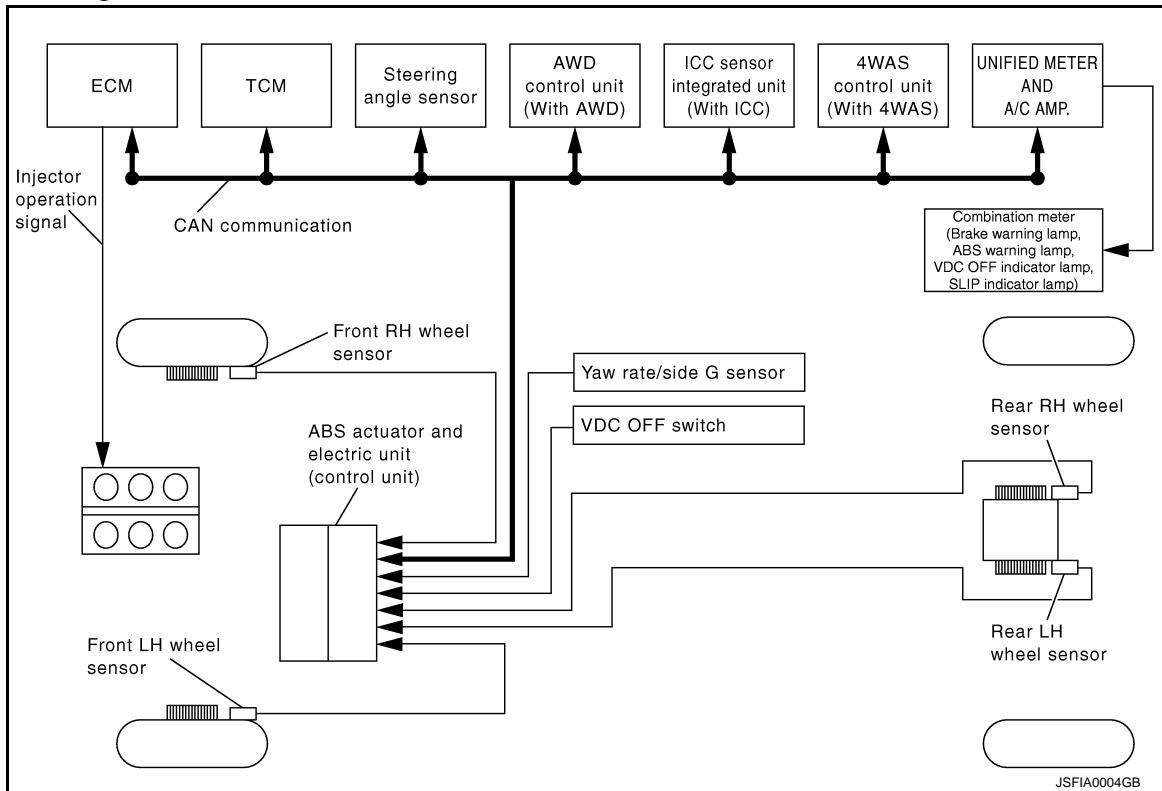 ECM
TCM
Steering
angle sensor
AWD
control unit
(With AWD)
ICC sensor
integrated unit
(With ICC)
4WAS
control unit
(With 4WAS)
UNIFIED METER
AND
A/C AMP.
Injector
operation
signal
CAN communication
Combination meter
(Brake warning lamp,
ABS warning lamp,
VDC OFF indicator lamp,
SLIP indicator lamp)
Front RH wheel
sensor
Yaw rate/side G sensor
VDC OFF switch
Rear RH wheel
sensor
ABS actuator and
electric unit
(control unit)
Front LH wheel
sensor
Rear LH
wheel sensor
JSFIA0004GB